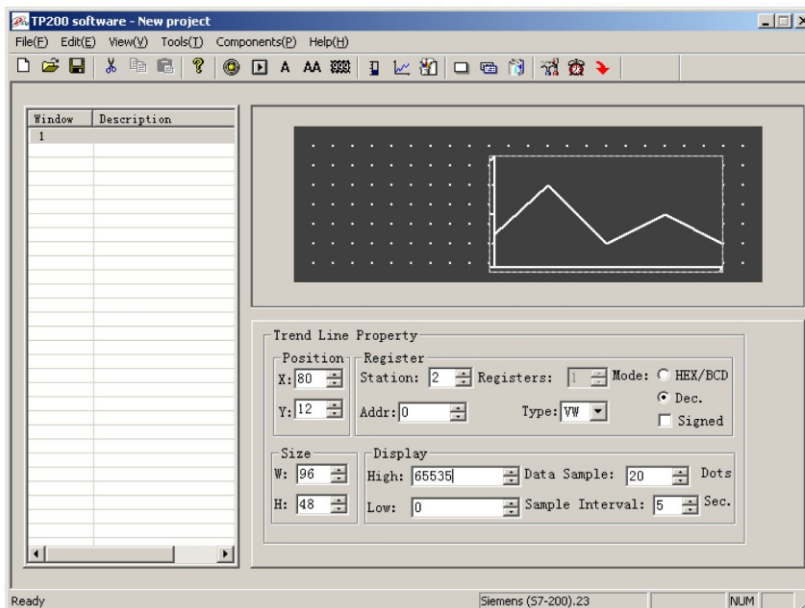 TP200 software - New project
File(F) Edit(E) View(V) Tools(T) Components(P) Help(H)
A AA
Window Description
1
Trend Line Property
Position
X: 80
Y: 12
Register
Station: 2 Registers: 1 Mode: HEX/BCD
Dec.
Addr: 0 Type: VW
Signed
Size
W: 96
H: 48
Display
High: 65535 Data Sample: 20 Dots
Low: 0 Sample Interval: 5 Sec.
Ready Siemens (S7-200).23 NUM